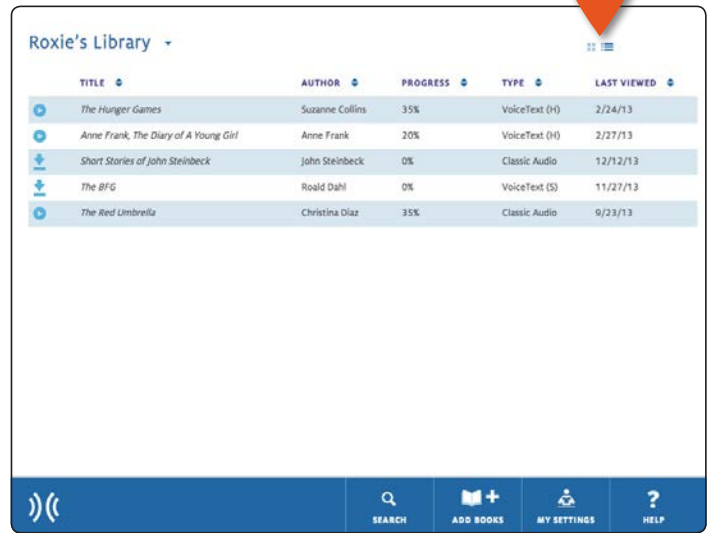 Roxie's Library
TITLE AUTHOR PROGRESS TYPE LAST VIEWED
The Hunger Games Suzanne Collins 35% VoiceText (H) 2/24/13
Anne Frank, The Diary of A Young Girl Anne Frank 20% VoiceText (H) 2/27/13
Short Stories of John Steinbeck John Steinbeck 0% Classic Audio 12/12/13
The BFG Roald Dahl 0% VoiceText (S) 11/27/13
The Red Umbrella Christina Diaz 35% Classic Audio 9/23/13
SEARCH ADD BOOKS MY SETTINGS HELP